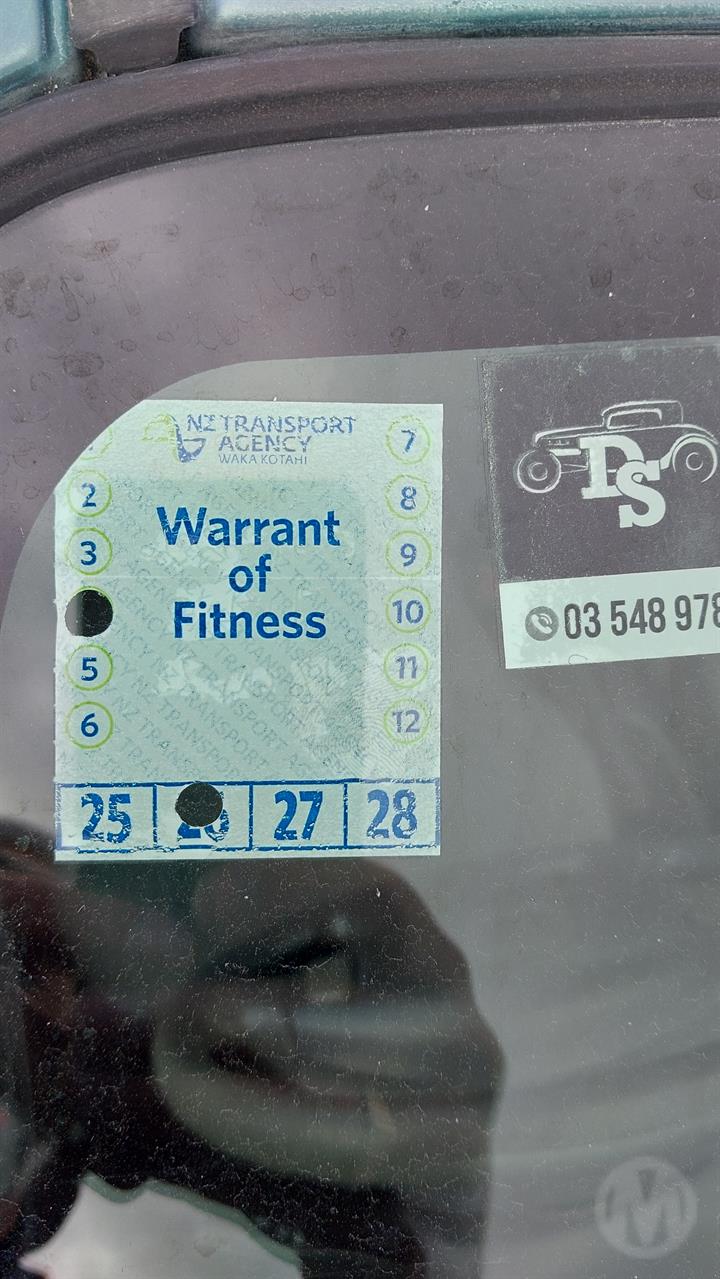 NZ TRANSPORT
AGENCY
WAKA KOTAHI
Warrant
of
Fitness
2
3
5
6
7
8
9
10
11
12
25 26 27 28
DS
03 548 978
M